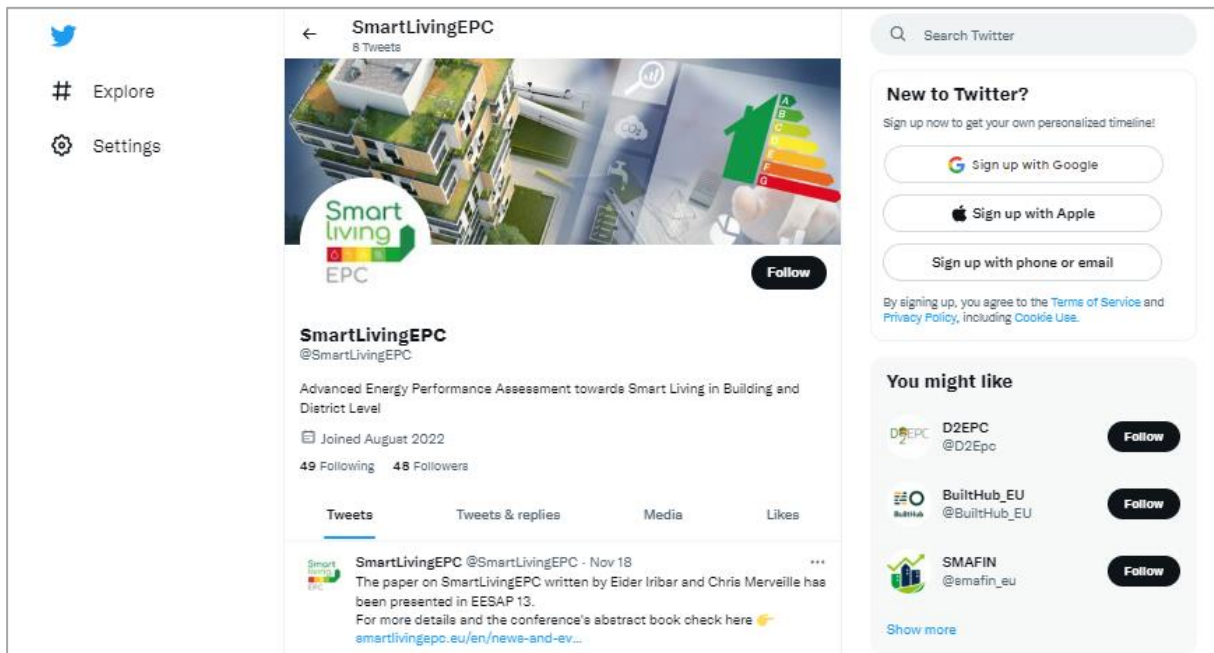 Explore
Settings
SmartLivingEPC
8 Tweets
CO₂
A
B
C
D
E
F
G
Smart
living
EPC
Follow
SmartLivingEPC
@SmartLivingEPC
Advanced Energy Performance Assessment towards Smart Living in Building and
District Level
Joined August 2022
49 Following 48 Followers
Tweets Tweets & replies Media Likes
Smart
living
EPC
SmartLivingEPC @SmartLivingEPC · Nov 18
The paper on SmartLivingEPC written by Eider Iribar and Chris Merveille has
been presented in EESAP 13.
For more details and the conference's abstract book check here 👉
smartlivingepc.eu/en/news-and-ev...
Search Twitter
New to Twitter?
Sign up now to get your own personalized timeline!
Sign up with Google
Sign up with Apple
Sign up with phone or email
By signing up, you agree to the Terms of Service and
Privacy Policy, including Cookie Use.
You might like
D2EPC
D2EPC
@D2Epc
Follow
BuiltHub
BuiltHub_EU
@BuiltHub_EU
Follow
SMAFIN
@smafin_eu
Follow
Show more